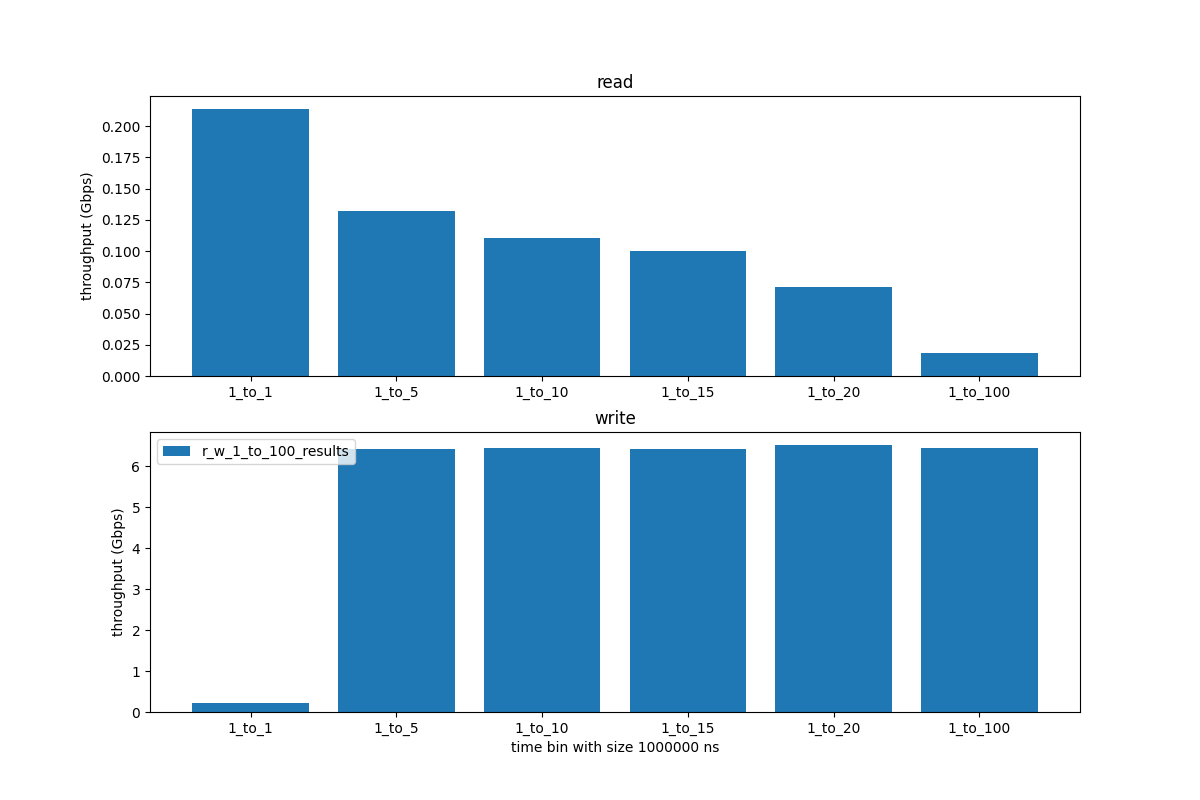 read
throughput (Gbps)
0.200
0.175
0.150
0.125
0.100
0.075
0.050
0.025
0.000
1_to_1 1_to_5 1_to_10 1_to_15 1_to_20 1_to_100
write
r_w_1_to_100_results
throughput (Gbps)
6
5
4
3
2
1
0
1_to_1 1_to_5 1_to_10 1_to_15 1_to_20 1_to_100
time bin with size 1000000 ns